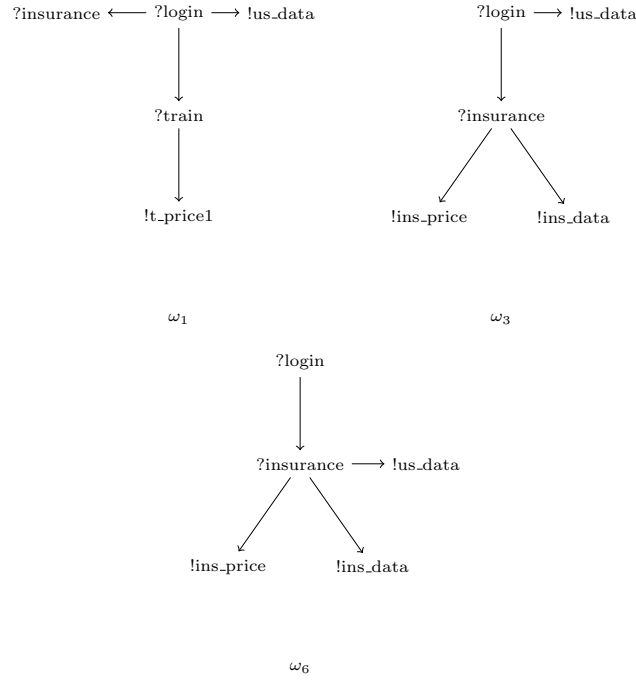 ?insurance ?login !us_data ?login !us_data
?train ?insurance
!t_price1 !ins_price !ins_data
ω₁ ω₃
?login
?insurance !us_data
!ins_price !ins_data
ω₆